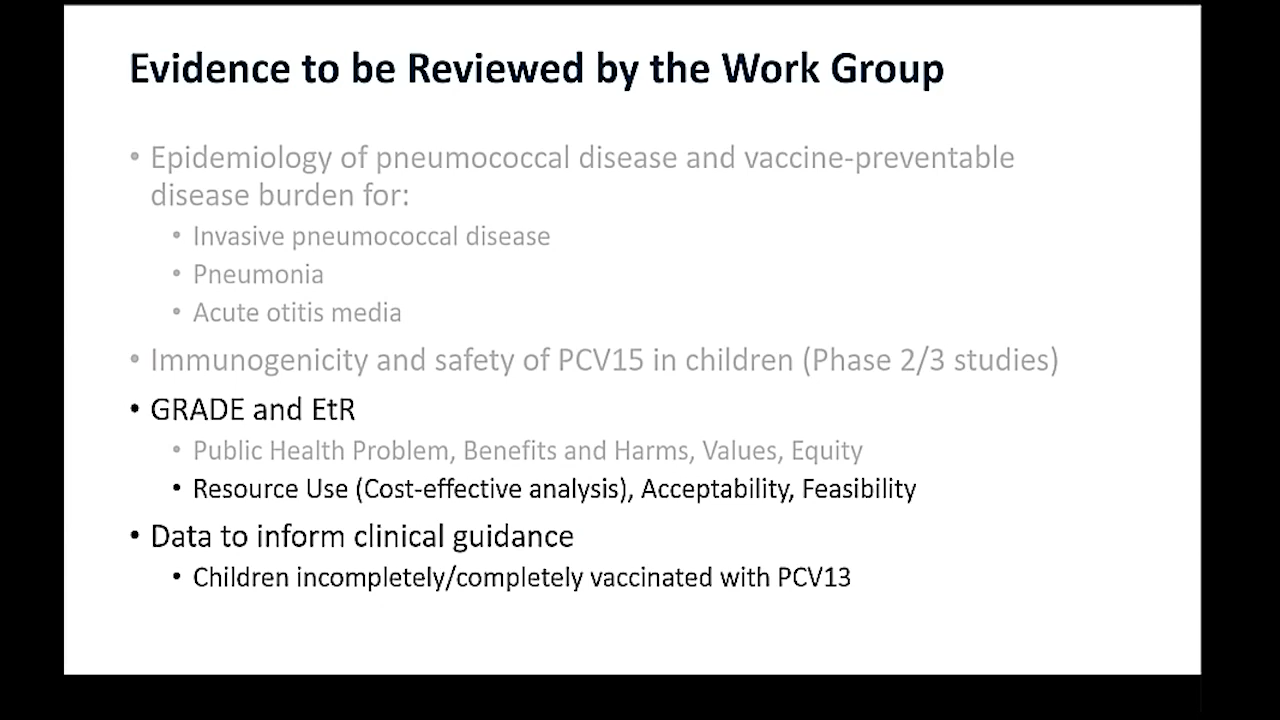 Evidence to be Reviewed by the Work Group
• Epidemiology of pneumococcal disease and vaccine-preventable
disease burden for:
• Invasive pneumococcal disease
• Pneumonia
• Acute otitis media
• Immunogenicity and safety of PCV15 in children (Phase 2/3 studies)
• GRADE and EtR
• Public Health Problem, Benefits and Harms, Values, Equity
• Resource Use (Cost-effective analysis), Acceptability, Feasibility
• Data to inform clinical guidance
• Children incompletely/completely vaccinated with PCV13